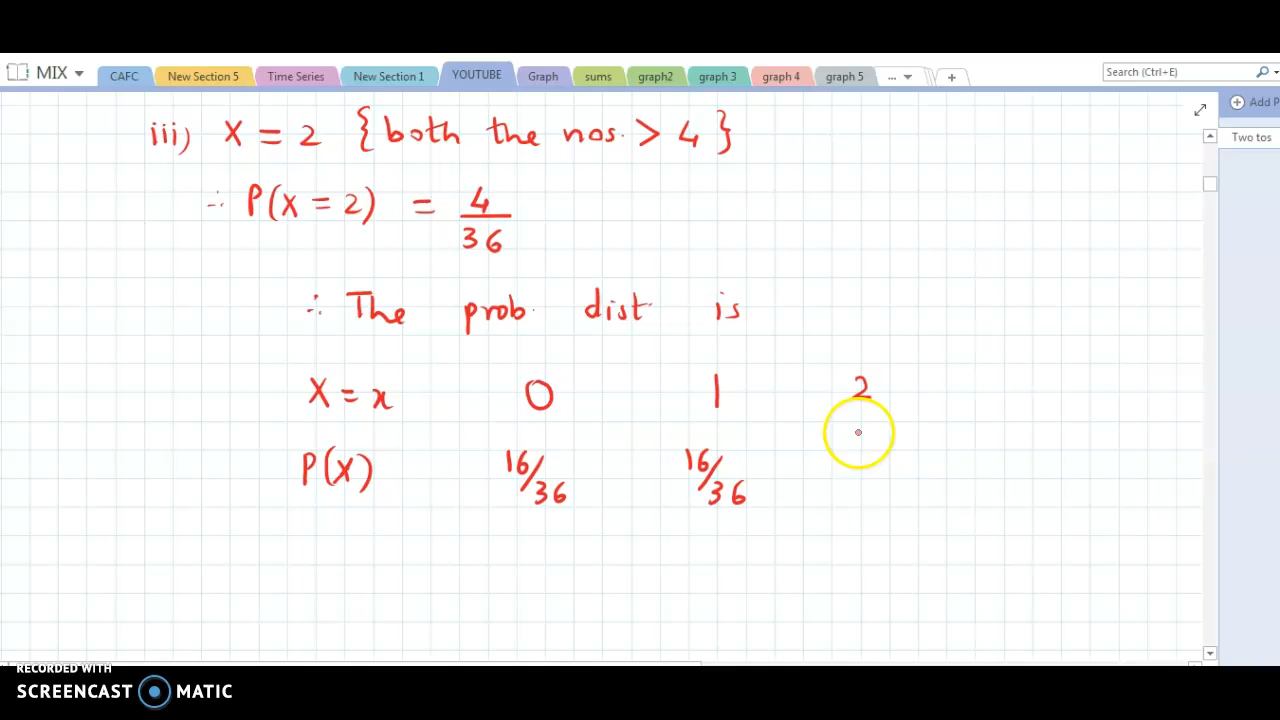 MIX CAFC New Section 5 Time Series New Section 1 YOUTUBE Graph sums graph2 graph 3 graph 4 graph 5 ... + Search (Ctrl+E)
Add P
Two tos
iii) X = 2 {both the nos. > 4}
∴ P(X = 2) = 4/36
∴ The prob. dist. is
X = x 0 1 2
P(X) 16/36 16/36
RECORDED WITH
SCREENCAST MATIC